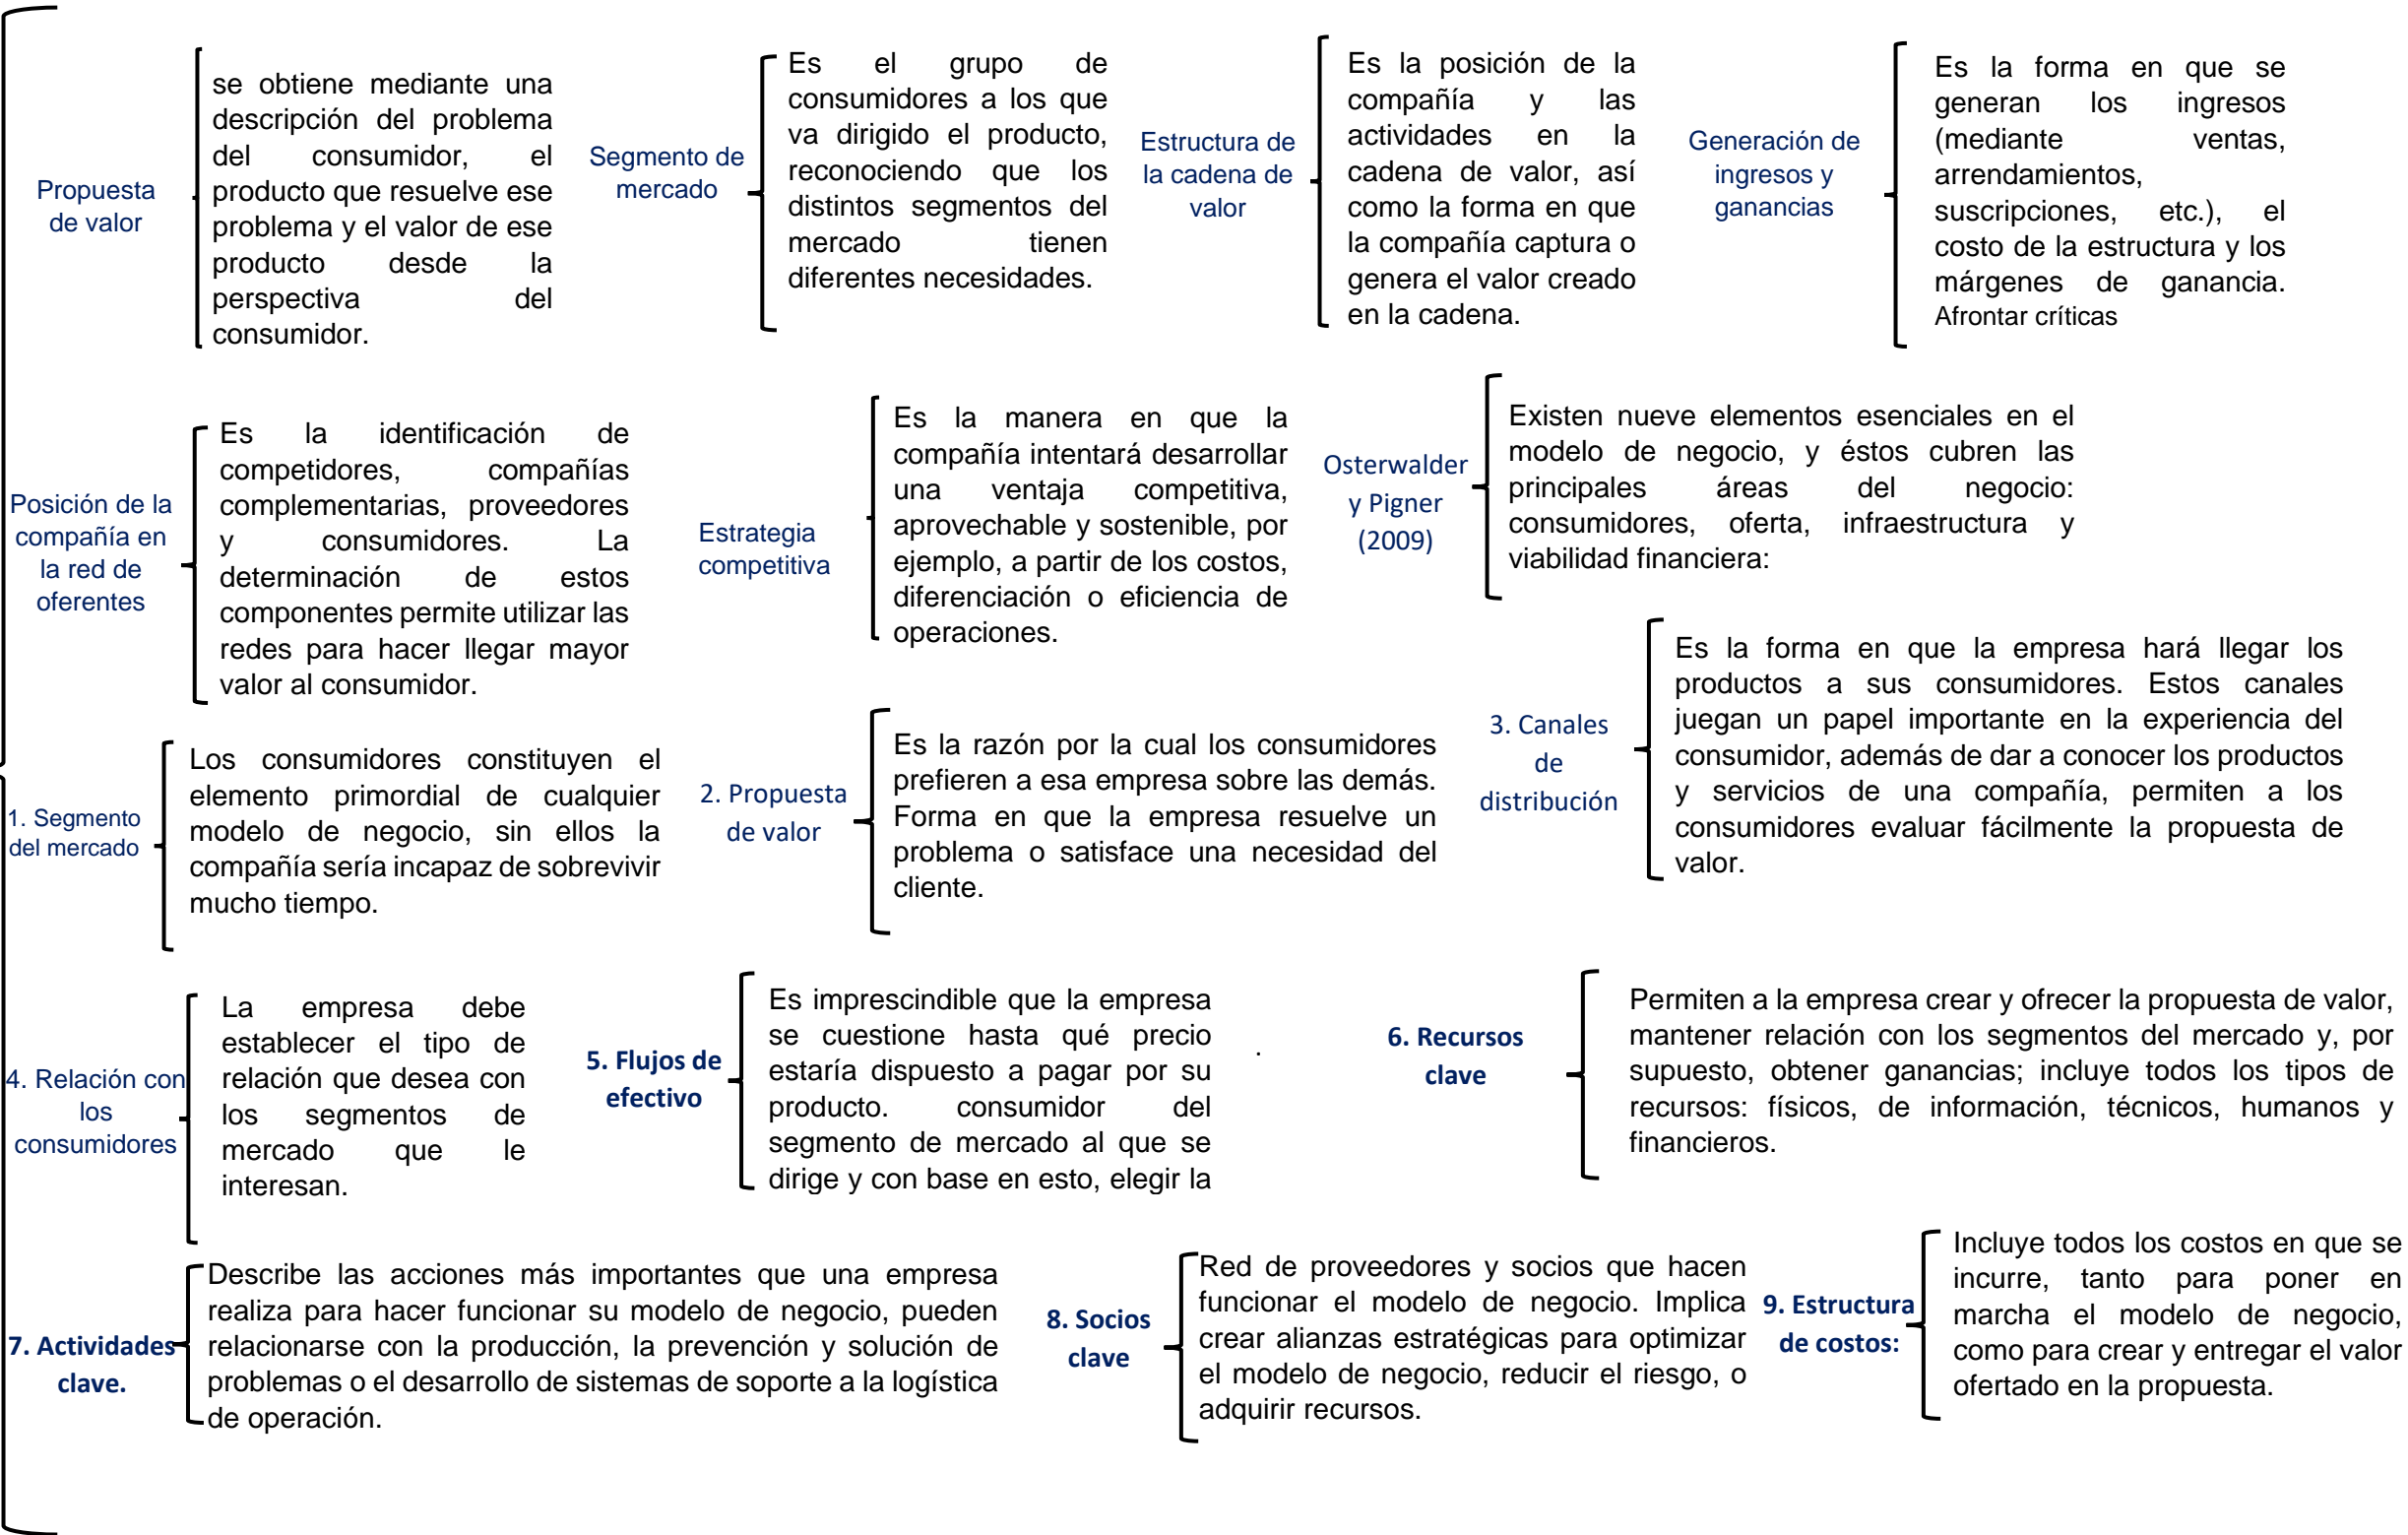 Propuesta
de valor
se obtiene mediante una
descripción del problema
del consumidor, el
producto que resuelve ese
problema y el valor de ese
producto desde la
perspectiva del
consumidor.
Segmento de
mercado
Es el grupo de
consumidores a los que
va dirigido el producto,
reconociendo que los
distintos segmentos del
mercado tienen
diferentes necesidades.
Estructura de
la cadena de
valor
Es la posición de la
compañía y las
actividades en la
cadena de valor, así
como la forma en que
la compañía captura o
genera el valor creado
en la cadena.
Generación de
ingresos y
ganancias
Es la forma en que se
generan los ingresos
(mediante ventas,
arrendamientos,
suscripciones, etc.), el
costo de la estructura y los
márgenes de ganancia.
Afrontar críticas
Posición de la
compañía en
la red de
oferentes
Es la identificación de
competidores, compañías
complementarias, proveedores
y consumidores. La
determinación de estos
componentes permite utilizar las
redes para hacer llegar mayor
valor al consumidor.
Estrategia
competitiva
Es la manera en que la
compañía intentará desarrollar
una ventaja competitiva,
aprovechable y sostenible, por
ejemplo, a partir de los costos,
diferenciación o eficiencia de
operaciones.
Osterwalder
y Pigner
(2009)
Existen nueve elementos esenciales en el
modelo de negocio, y éstos cubren las
principales áreas del negocio:
consumidores, oferta, infraestructura y
viabilidad financiera:
1. Segmento
del mercado
Los consumidores constituyen el
elemento primordial de cualquier
modelo de negocio, sin ellos la
compañía sería incapaz de sobrevivir
mucho tiempo.
2. Propuesta
de valor
Es la razón por la cual los consumidores
prefieren a esa empresa sobre las demás.
Forma en que la empresa resuelve un
problema o satisface una necesidad del
cliente.
3. Canales
de
distribución
Es la forma en que la empresa hará llegar los
productos a sus consumidores. Estos canales
juegan un papel importante en la experiencia del
consumidor, además de dar a conocer los productos
y servicios de una compañía, permiten a los
consumidores evaluar fácilmente la propuesta de
valor.
4. Relación con
los
consumidores
La empresa debe
establecer el tipo de
relación que desea con
los segmentos de
mercado que le
interesan.
5. Flujos de
efectivo
Es imprescindible que la empresa
se cuestione hasta qué precio
estaría dispuesto a pagar por su
producto. consumidor del
segmento de mercado al que se
dirige y con base en esto, elegir la
.
6. Recursos
clave
Permiten a la empresa crear y ofrecer la propuesta de valor,
mantener relación con los segmentos del mercado y, por
supuesto, obtener ganancias; incluye todos los tipos de
recursos: físicos, de información, técnicos, humanos y
financieros.
7. Actividades
clave.
Describe las acciones más importantes que una empresa
realiza para hacer funcionar su modelo de negocio, pueden
relacionarse con la producción, la prevención y solución de
problemas o el desarrollo de sistemas de soporte a la logística
de operación.
8. Socios
clave
Red de proveedores y socios que hacen
funcionar el modelo de negocio. Implica
crear alianzas estratégicas para optimizar
el modelo de negocio, reducir el riesgo, o
adquirir recursos.
9. Estructura
de costos:
Incluye todos los costos en que se
incurre, tanto para poner en
marcha el modelo de negocio,
como para crear y entregar el valor
ofertado en la propuesta.